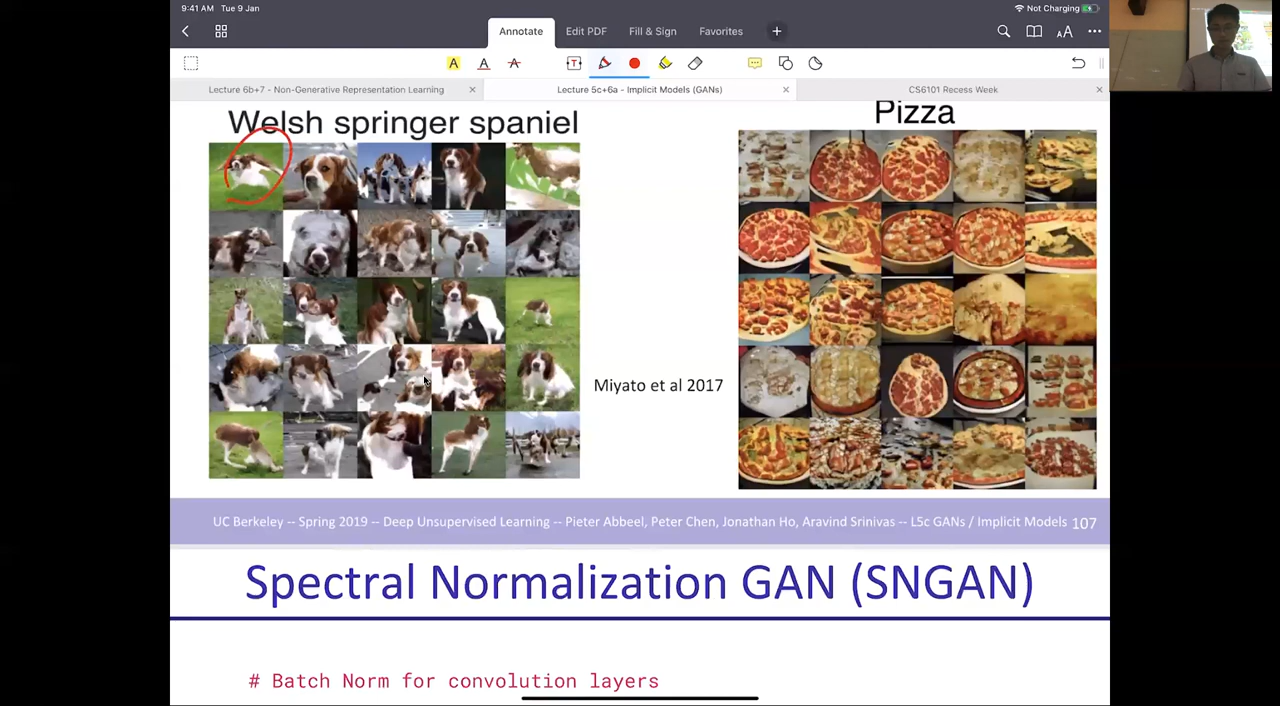 9:41 AM Tue 9 Jan
Not Charging
Annotate
Edit PDF
Fill & Sign
Favorites
AA
A
A
A
T
Lecture 6b+7 - Non-Generative Representation Learning
Lecture 5c+6a - Implicit Models (GANs)
CS6101 Recess Week
Welsh springer spaniel
Pizza
Miyato et al 2017
UC Berkeley -- Spring 2019 -- Deep Unsupervised Learning -- Pieter Abbeel, Peter Chen, Jonathan Ho, Aravind Srinivas -- L5c GANs / Implicit Models 107
Spectral Normalization GAN (SNGAN)
# Batch Norm for convolution layers